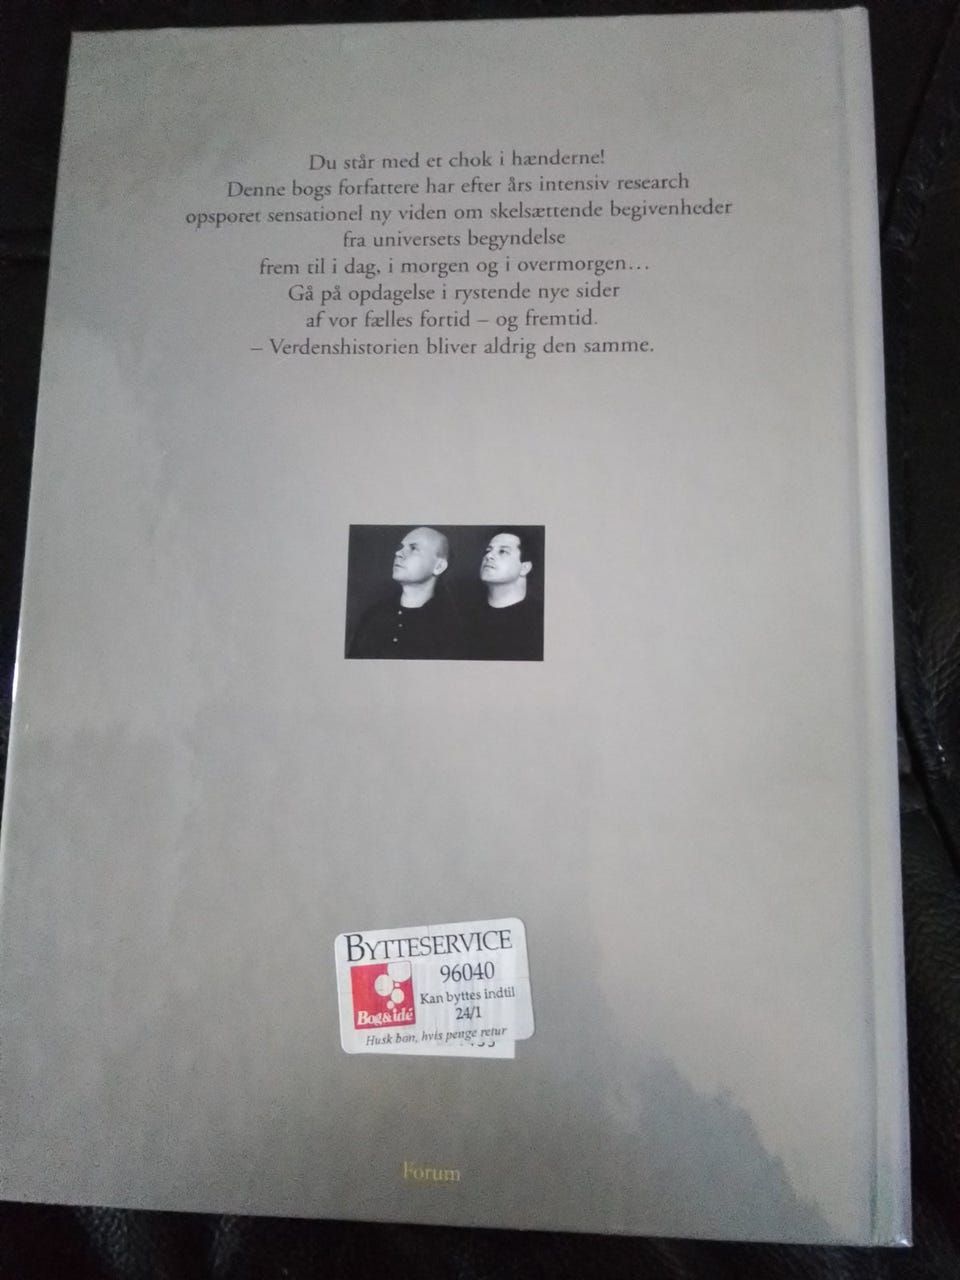 Du står med et chok i hænderne!
Denne bogs forfattere har efter års intensiv research
opsporet sensationel ny viden om skelsættende begivenheder
fra universets begyndelse
frem til i dag, i morgen og i overmorgen...
Gå på opdagelse i rystende nye sider
af vor fælles fortid – og fremtid.
– Verdenshistorien bliver aldrig den samme.
BYTTESERVICE
96040
Kan byttes indtil
24/1
Bog&idé
Husk bon, hvis penge retur
Forum